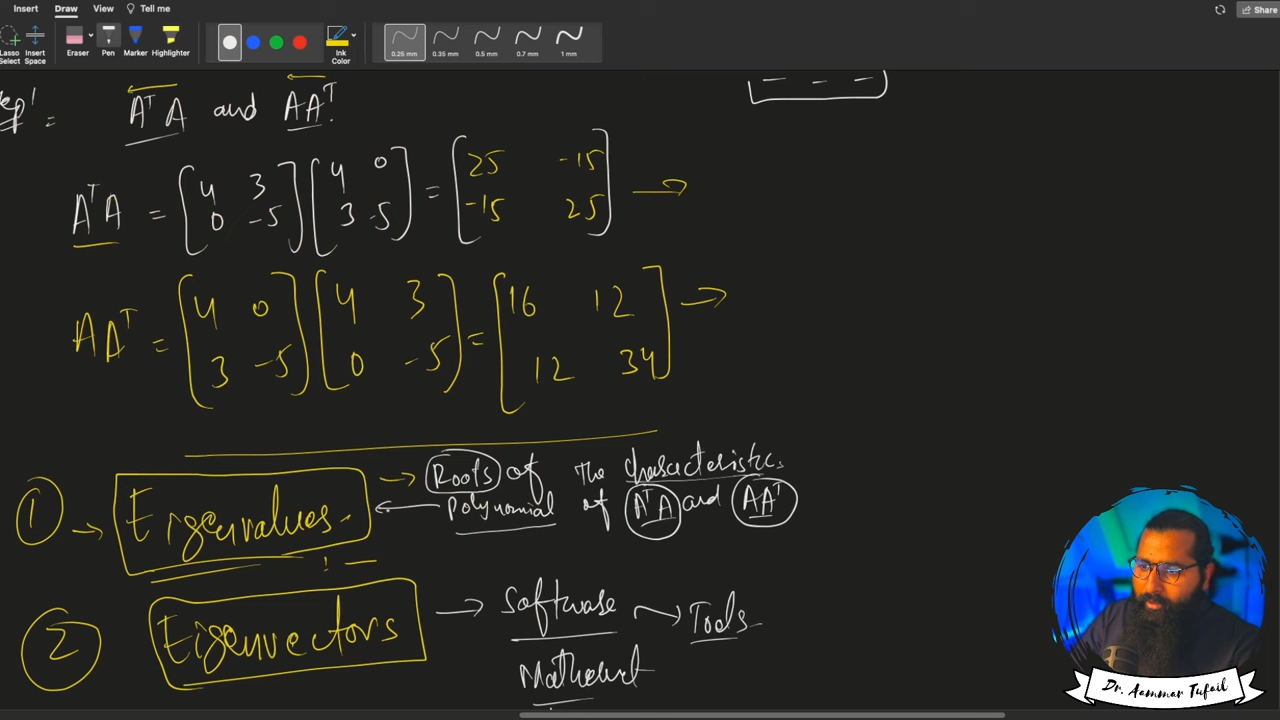 Insert Draw View Tell me
Share
Lasso Select
Insert Space
Eraser
Pen
Marker
Highlighter
Ink Color
0.25 mm 0.35 mm 0.5 mm 0.7 mm 1 mm
AᵀA and AAᵀ.
AᵀA = [4 3 0 -5] [4 0 3 -5] = [25 -15 -15 25] →
AAᵀ = [4 0 3 -5] [4 3 0 -5] = [16 12 12 34] →
① → Eigenvalues. → Roots of the characteristic.
← polynomial of AᵀA and AAᵀ
② Eigenvectors → Software → Tools
Dr. Aammar Tufail